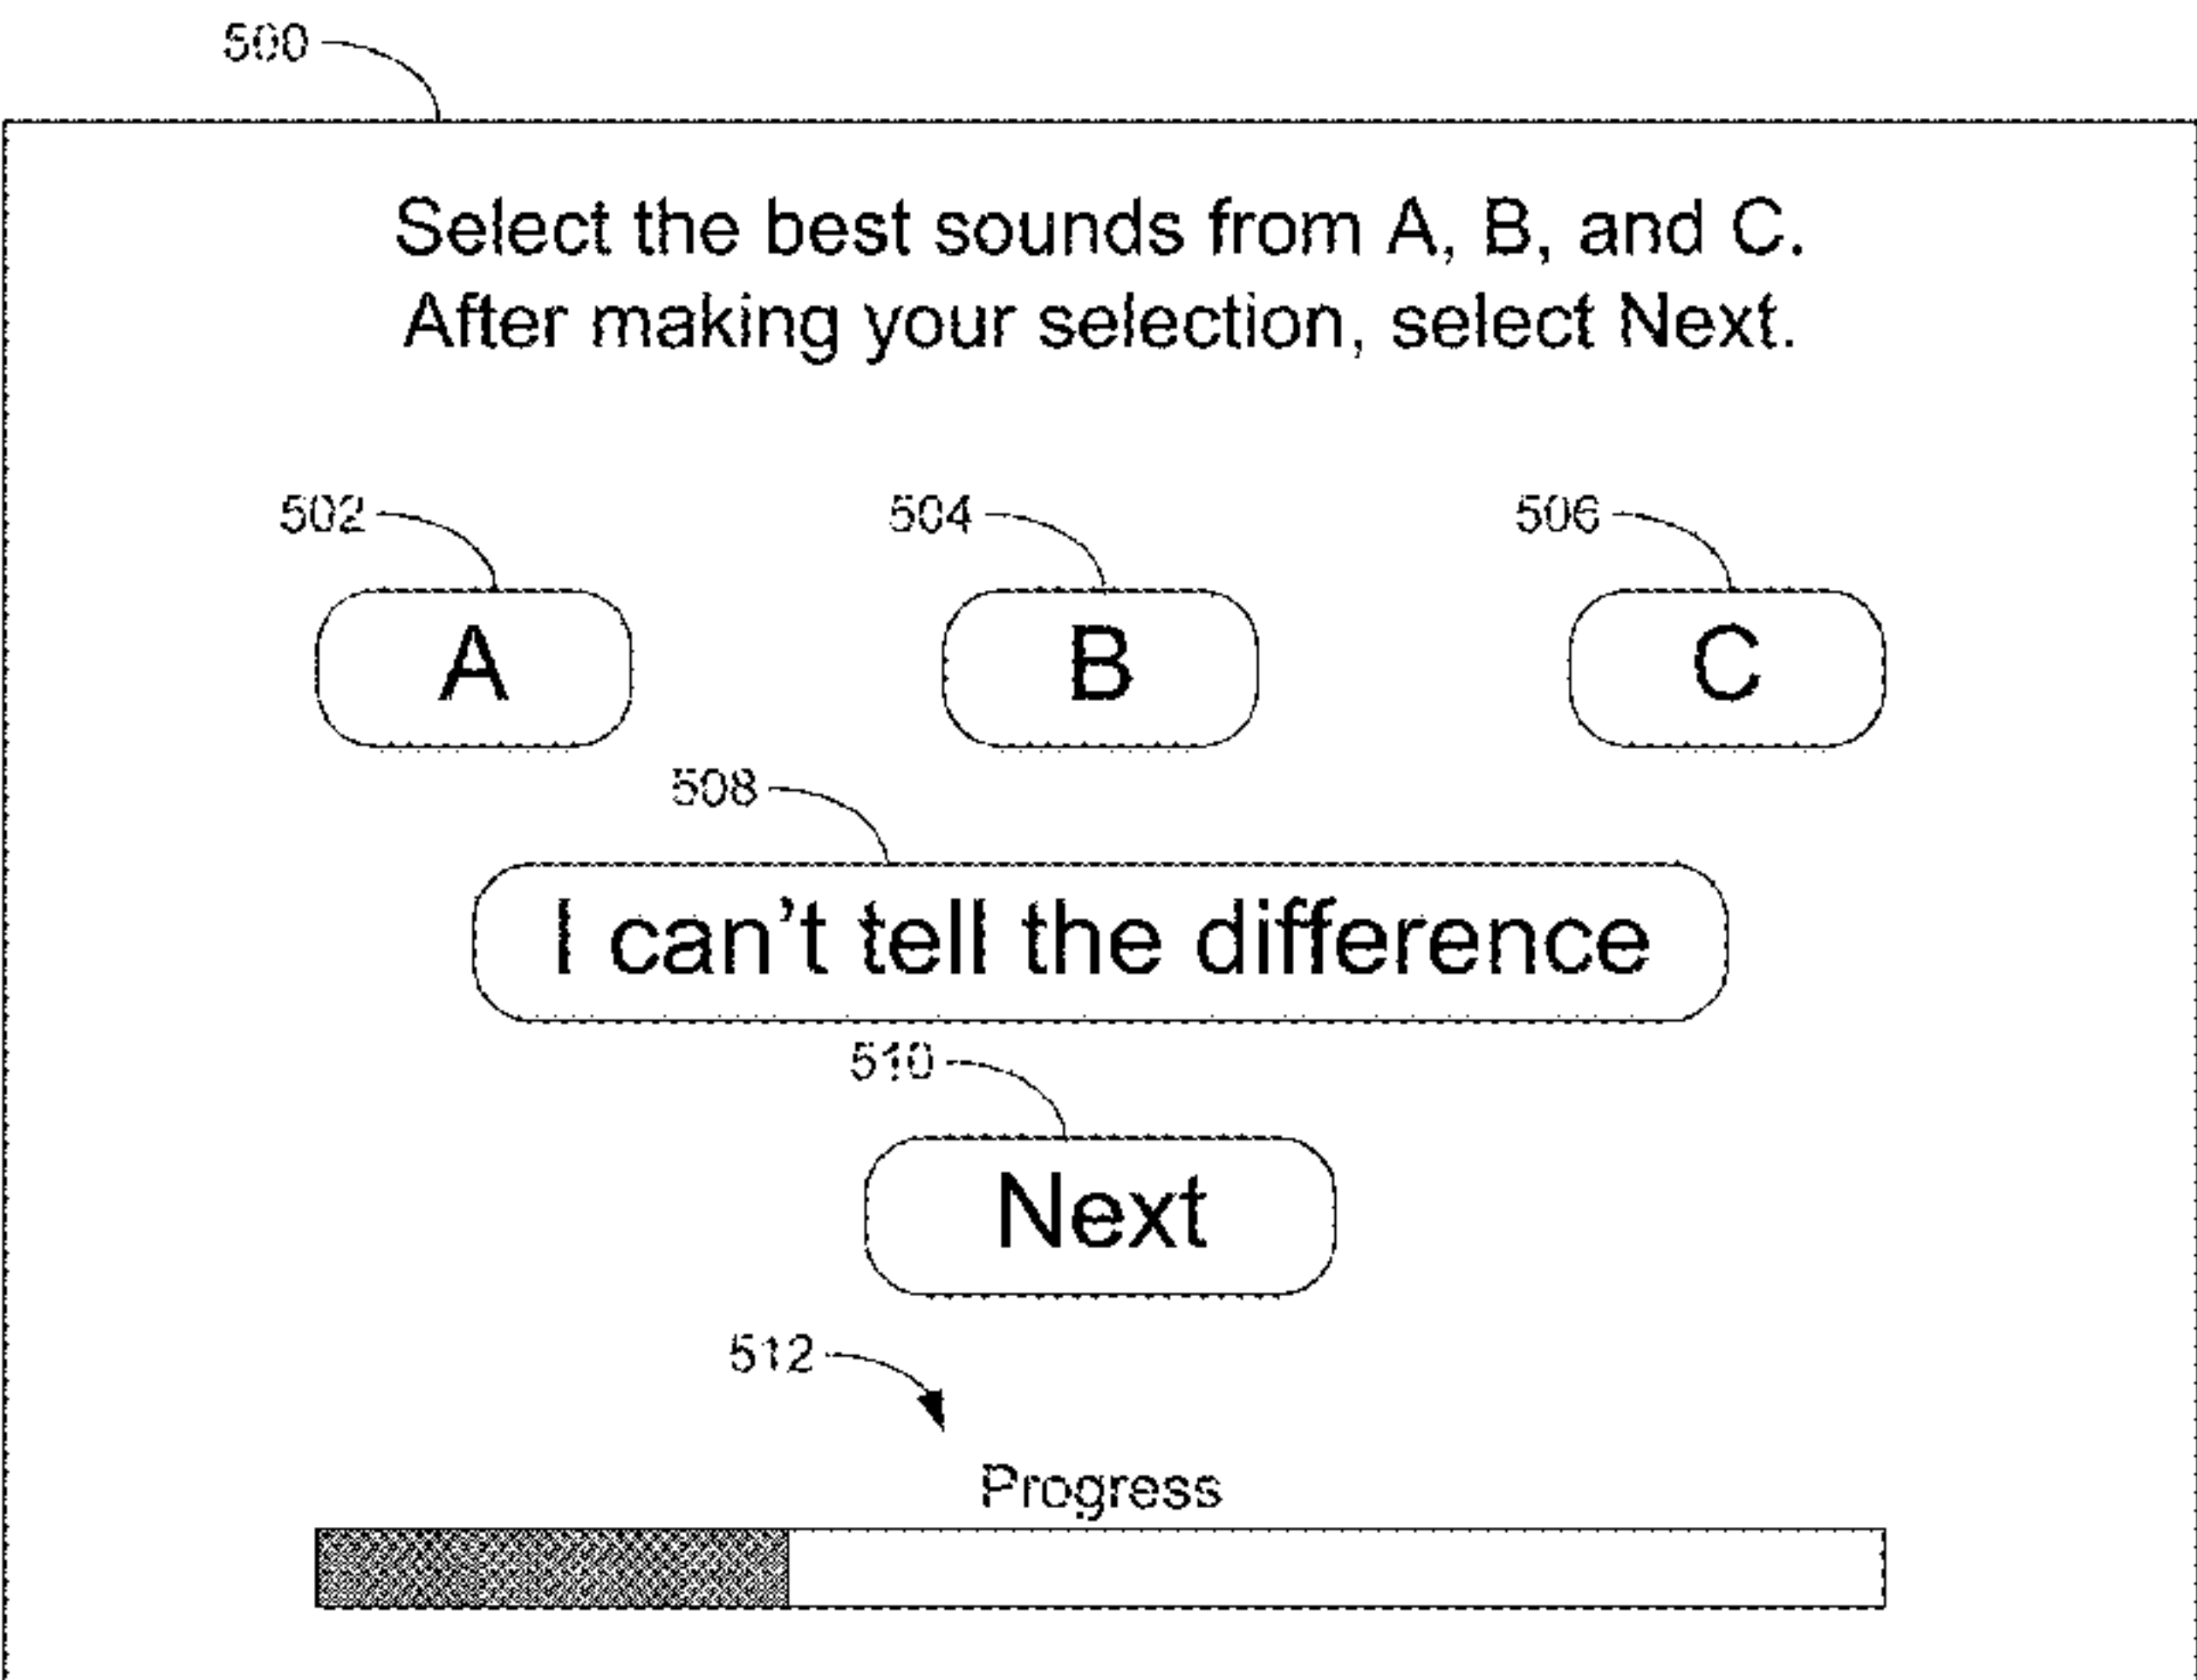 500
Select the best sounds from A, B, and C.
After making your selection, select Next.
502
504
506
A
B
C
508
I can't tell the difference
510
Next
512
Progress